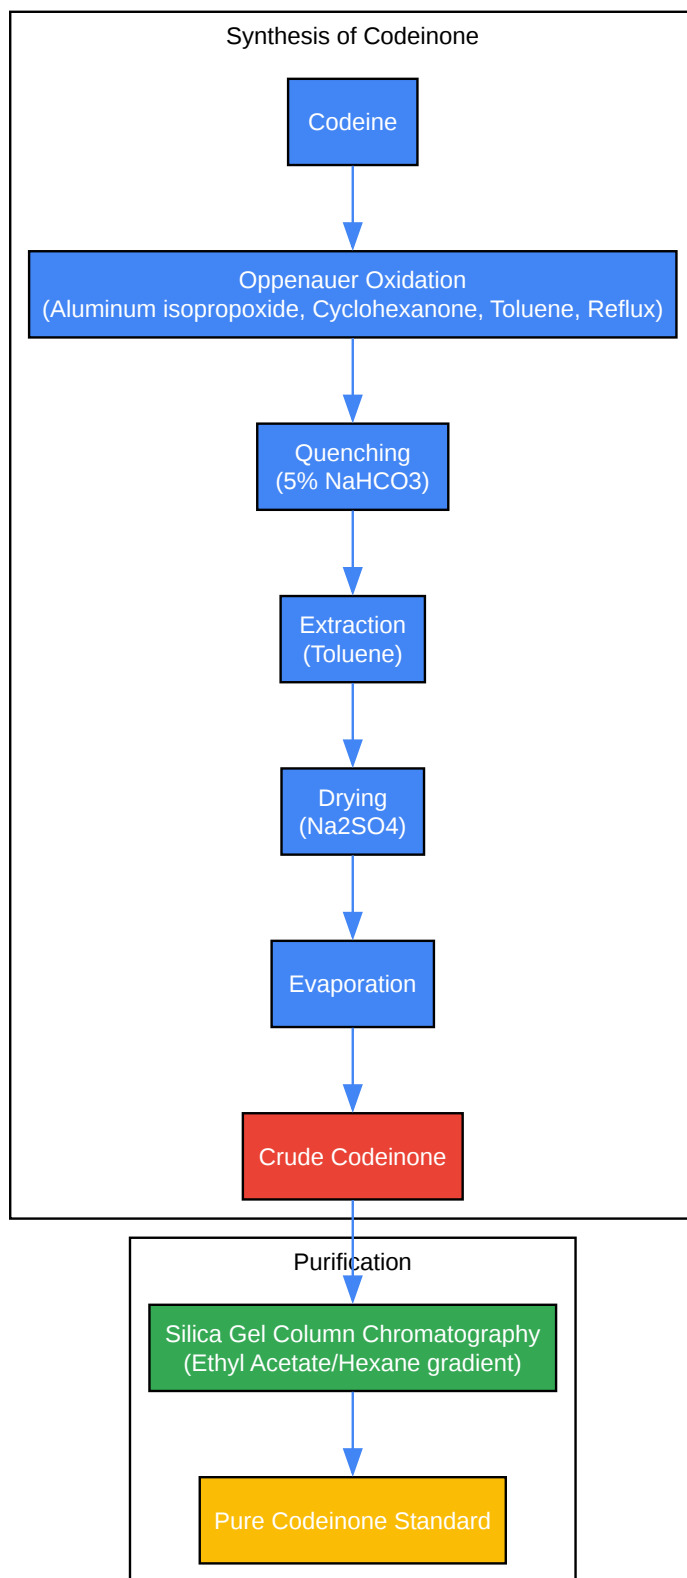 Synthesis of Codeinone
Codeine
Oppenauer Oxidation
(Aluminum isopropoxide, Cyclohexanone, Toluene, Reflux)
Quenching
(5% NaHCO3)
Extraction
(Toluene)
Drying
(Na2SO4)
Evaporation
Crude Codeinone
Purification
Silica Gel Column Chromatography
(Ethyl Acetate/Hexane gradient)
Pure Codeinone Standard